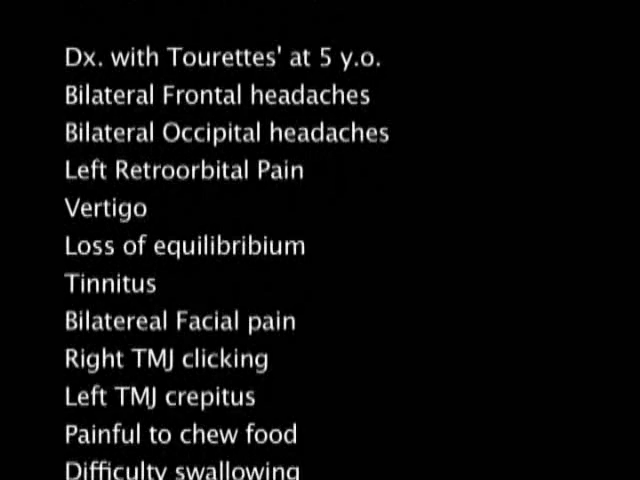 Dx. with Tourettes' at 5 y.o.
Bilateral Frontal headaches
Bilateral Occipital headaches
Left Retroorbital Pain
Vertigo
Loss of equilibribium
Tinnitus
Bilatereal Facial pain
Right TMJ clicking
Left TMJ crepitus
Painful to chew food
Difficulty swallowing